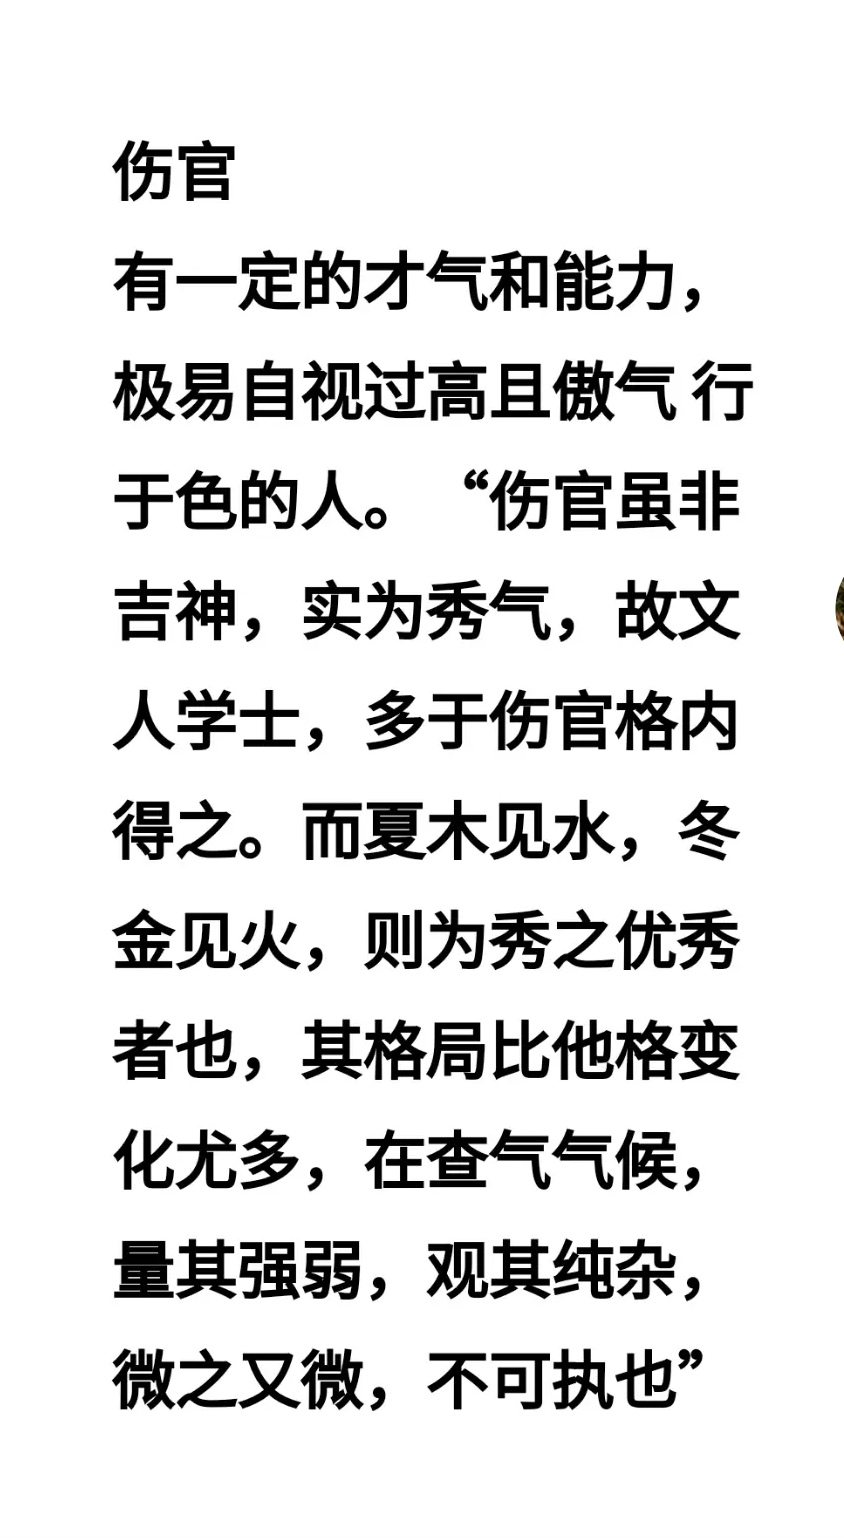 伤官
有一定的才气和能力，
极易自视过高且傲气 行
于色的人。 “伤官虽非
吉神，实为秀气，故文
人学士，多于伤官格内
得之。而夏木见水，冬
金见火，则为秀之优秀
者也，其格局比他格变
化尤多，在查气气候，
量其强弱，观其纯杂，
微之又微，不可执也”